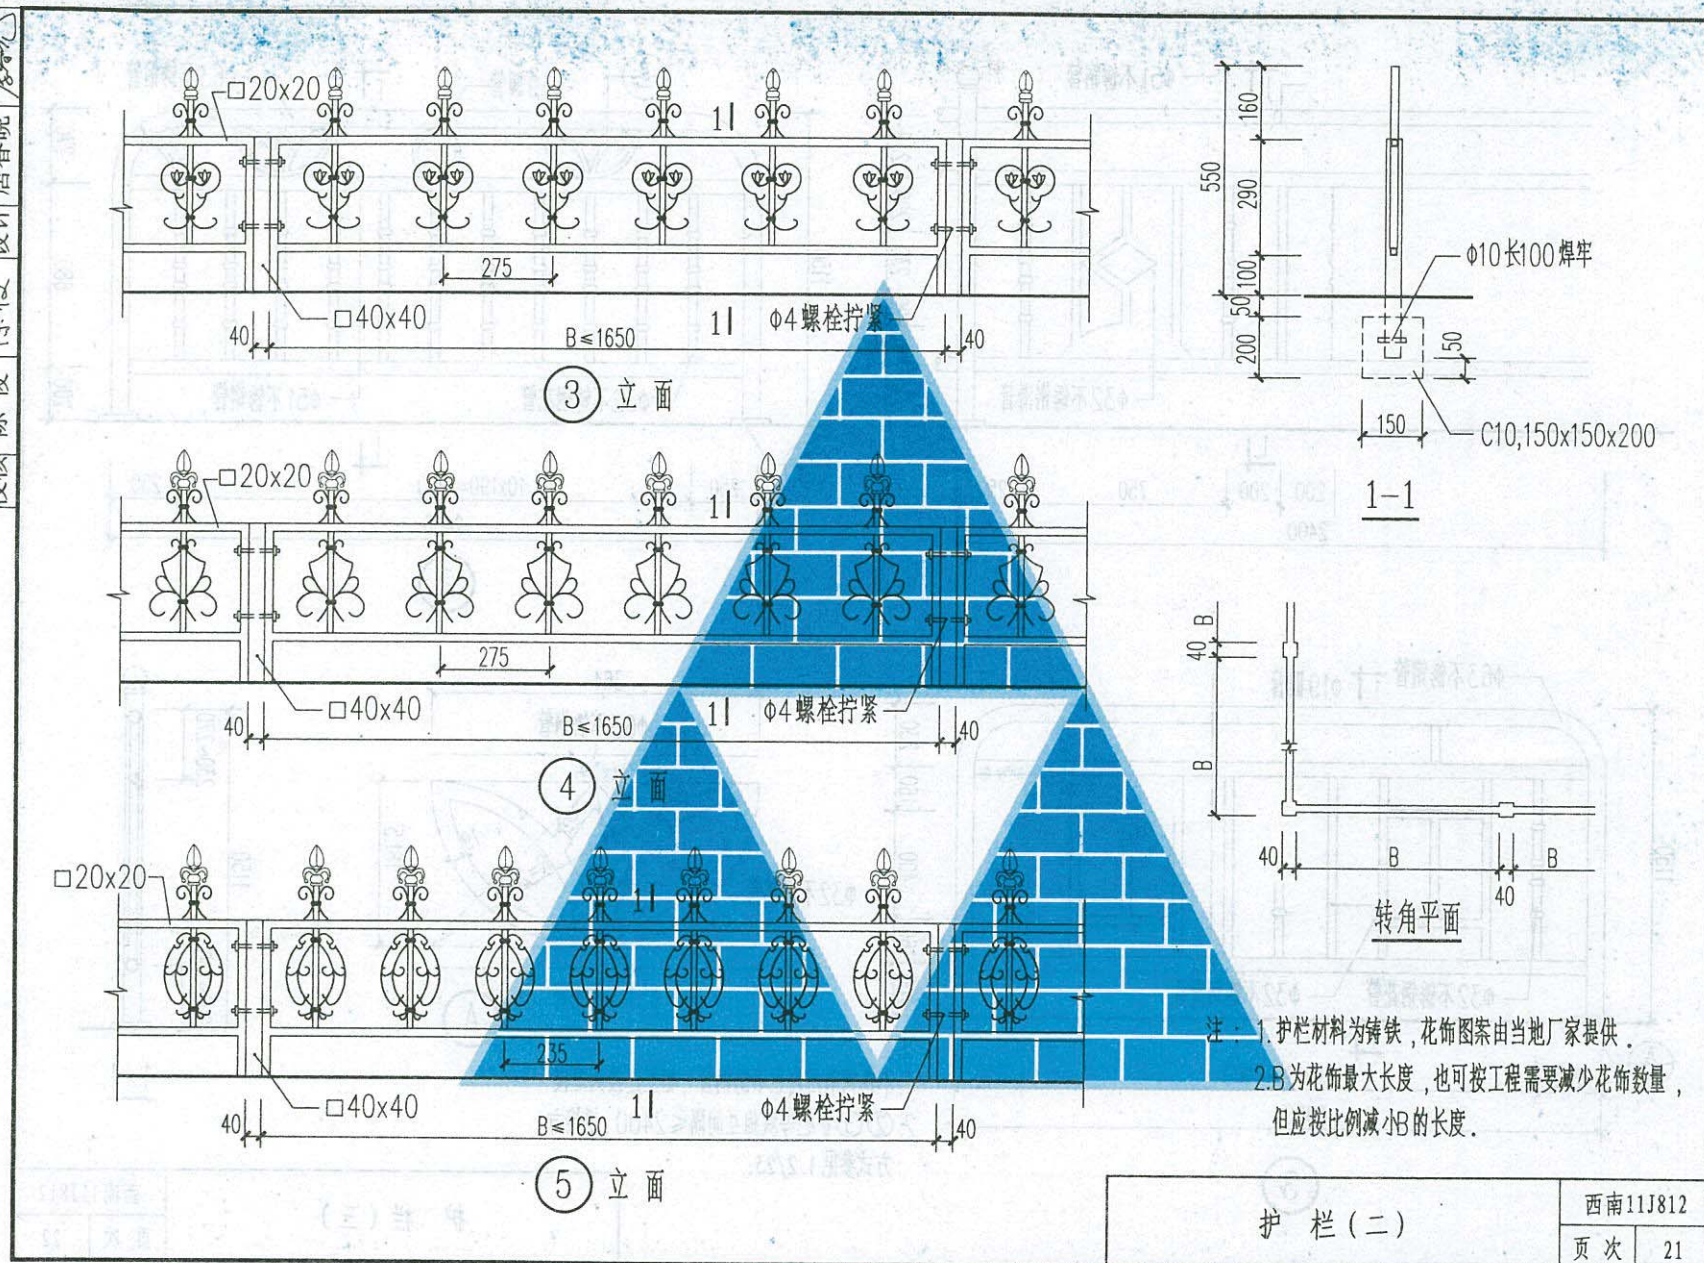 □20x20
1
275
□40x40
40
B≤1650
1
Φ4螺栓拧紧
40
③ 立面
□20x20
1
275
□40x40
40
B≤1650
1
Φ4螺栓拧紧
40
④ 立面
□20x20
1
235
□40x40
40
B≤1650
1
Φ4螺栓拧紧
40
⑤ 立面
550
160
290
100
50
200
Φ10长100焊牢
50
150
C10,150x150x200
1-1
B
40
B
40
B
40
B
转角平面
注：1.护栏材料为铸铁，花饰图案由当地厂家提供．
2.B为花饰最大长度，也可按工程需要减少花饰数量，
但应按比例减小B的长度．
护栏(二)
西南11J812
页次 21